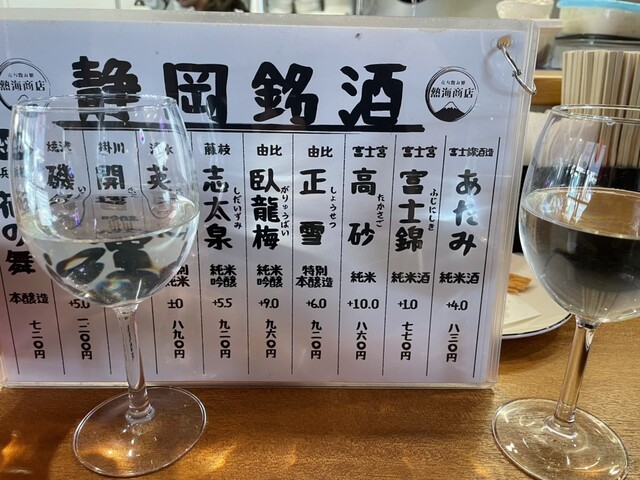 静岡銘酒
熱海商店
熱海商店
富士錦酒造
あたみ
純米酒
+4.0
八三〇円
富士宮
富士錦
ふじにしき
純米酒
+1.0
七七〇円
富士宮
高砂
たかさご
純米
+10.0
八六〇円
由比
正雪
しょうせつ
特別
本醸造
+6.0
九二〇円
由比
臥龍梅
がりゅうばい
純米
吟醸
+9.0
九六〇円
藤枝
志太泉
しだいずみ
純米
吟醸
+5.5
九二〇円
英
純米
±0
八九〇円
掛川
開
二〇〇円
焼津
磯
+5.0
の舞
本醸造
七二〇円